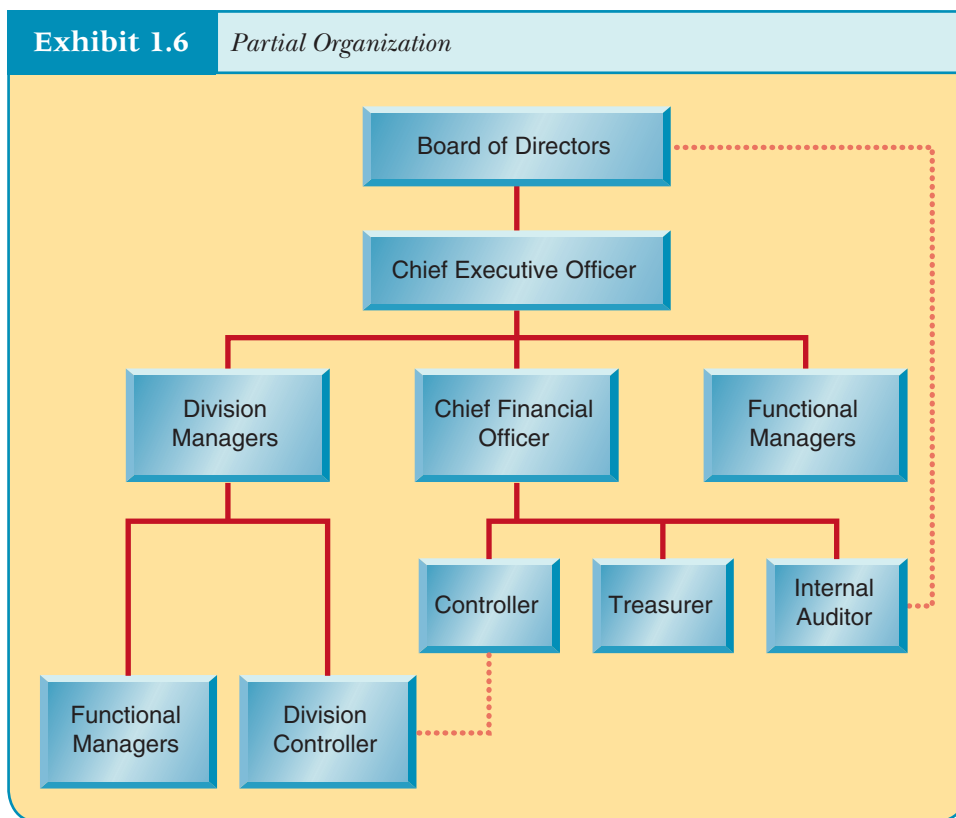 Exhibit 1.6 Partial Organization
Board of Directors
Chief Executive Officer
Division
Managers
Chief Financial
Officer
Functional
Managers
Controller
Treasurer
Internal
Auditor
Functional
Managers
Division
Controller